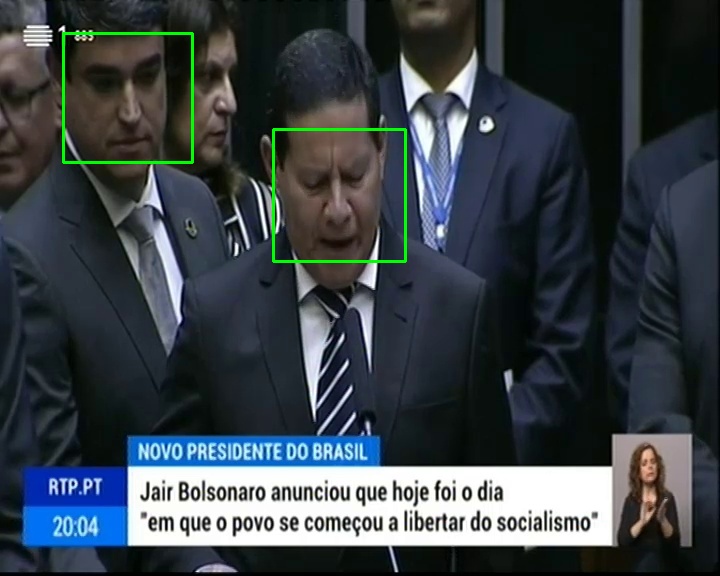 1
NOVO PRESIDENTE DO BRASIL
RTP.PT
Jair Bolsonaro anunciou que hoje foi o dia
20:04
"em que o povo se começou a libertar do socialismo"